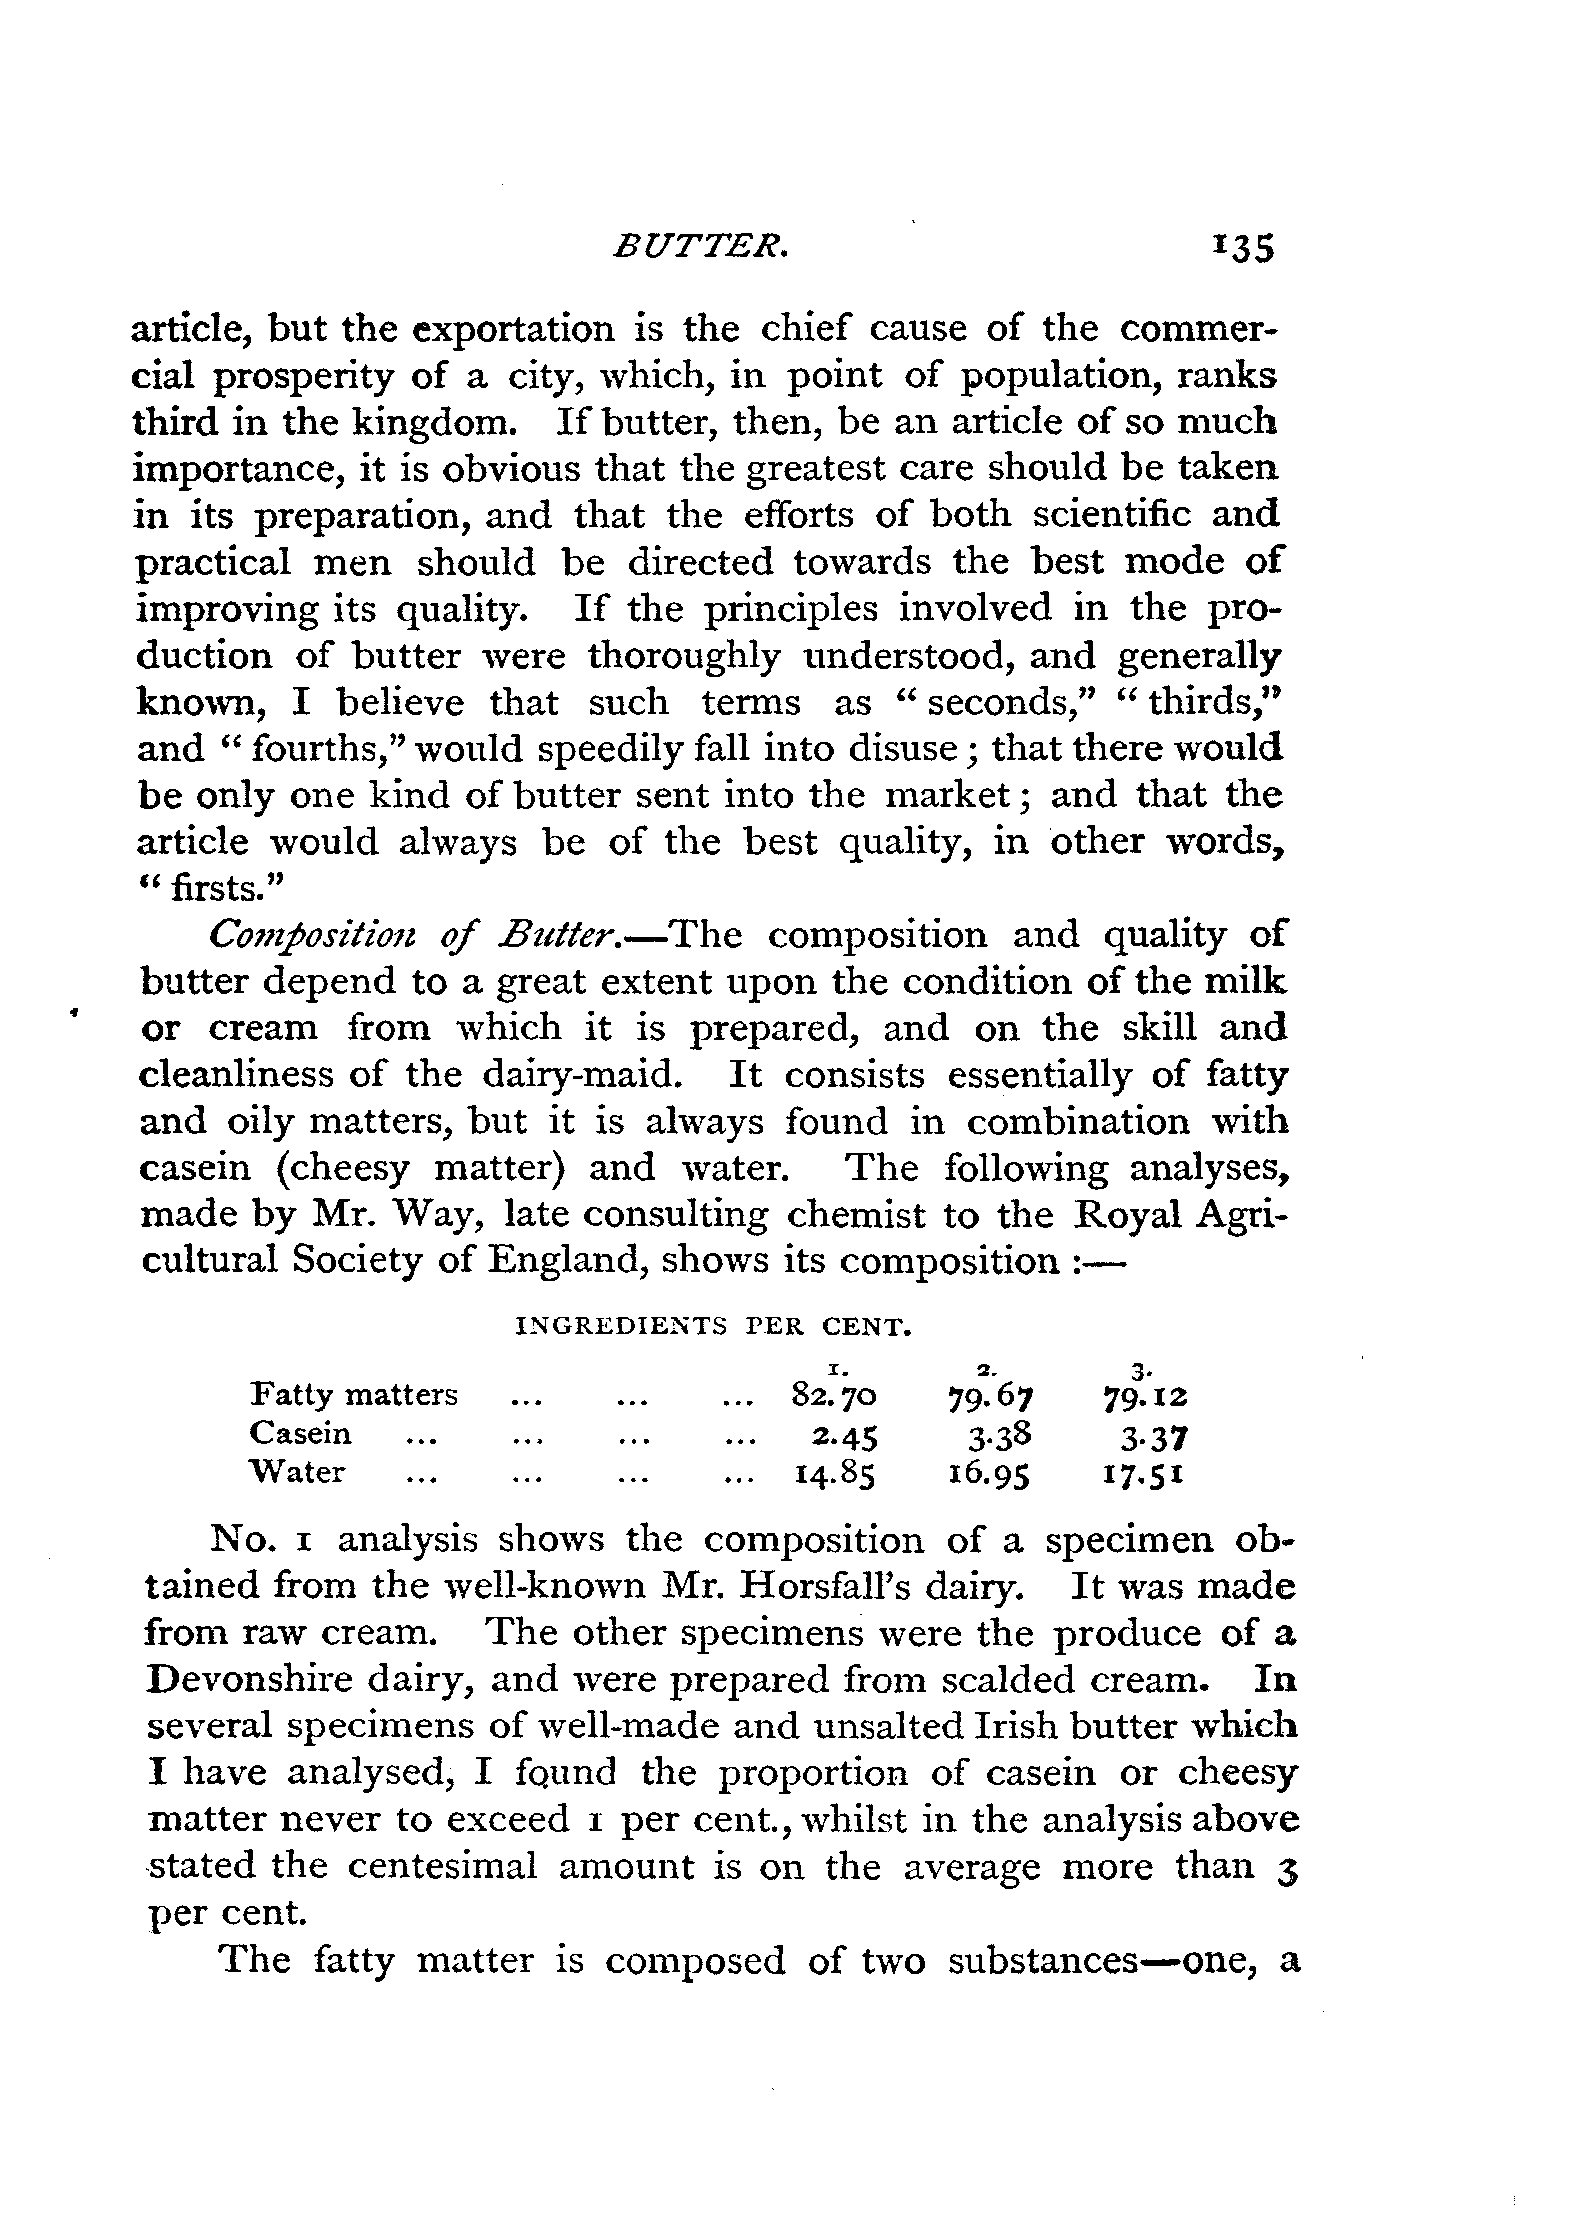 BUTTER. 135
article, but the exportation is the chief cause of the commer-
cial prosperity of a city, which, in point of population, ranks
third in the kingdom. If butter, then, be an article of so much
importance, it is obvious that the greatest care should be taken
in its preparation, and that the efforts of both scientific and
practical men should be directed towards the best mode of
improving its quality. If the principles involved in the pro-
duction of butter were thoroughly understood, and generally
known, I believe that such terms as “ seconds,” “ thirds,”
and “ fourths,” would speedily fall into disuse ; that there would
be only one kind of butter sent into the market ; and that the
article would always be of the best quality, in other words,
“ firsts.”
Composition of Butter.—The composition and quality of
butter depend to a great extent upon the condition of the milk
or cream from which it is prepared, and on the skill and
cleanliness of the dairy-maid. It consists essentially of fatty
and oily matters, but it is always found in combination with
casein (cheesy matter) and water. The following analyses,
made by Mr. Way, late consulting chemist to the Royal Agri-
cultural Society of England, shows its composition :—
INGREDIENTS PER CENT.
1. 2. 3.
Fatty matters ... ... ... 82.70 79.67 79.12
Casein ... ... ... ... 2.45 3.38 3.37
Water ... ... ... ... 14.85 16.95 17.51
No. 1 analysis shows the composition of a specimen ob-
tained from the well-known Mr. Horsfall’s dairy. It was made
from raw cream. The other specimens were the produce of a
Devonshire dairy, and were prepared from scalded cream. In
several specimens of well-made and unsalted Irish butter which
I have analysed, I found the proportion of casein or cheesy
matter never to exceed 1 per cent., whilst in the analysis above
stated the centesimal amount is on the average more than 3
per cent.
The fatty matter is composed of two substances—one, a